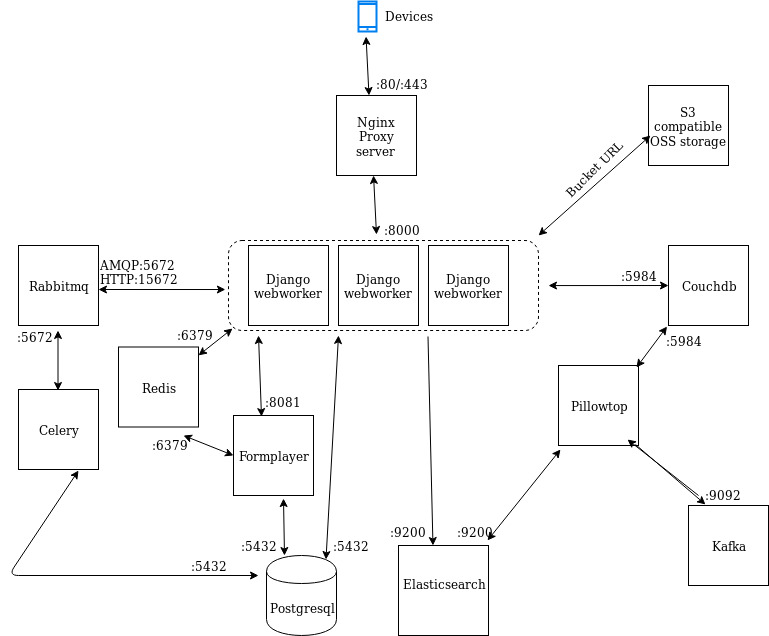 Devices
:80/:443
Nginx
Proxy
server
S3
compatible
OSS storage
Bucket URL
:8000
Rabbitmq
AMQP:5672
HTTP:15672
Django
webworker
Django
webworker
Django
webworker
:5984
Couchdb
:5672
:6379
:5984
Redis
Celery
:8081
Pillowtop
:6379
Formplayer
:9092
:5432
:5432
:9200
:9200
Kafka
:5432
Elasticsearch
Postgresql